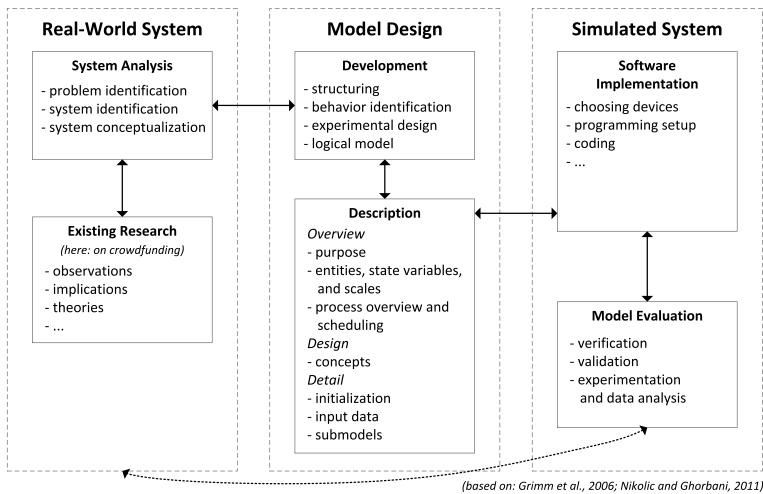 Real-World System
System Analysis
- problem identification
- system identification
- system conceptualization
Existing Research
(here: on crowdfunding)
- observations
- implications
- theories
- ...
Model Design
Development
- structuring
- behavior identification
- experimental design
- logical model
Description
Overview
- purpose
- entities, state variables,
and scales
- process overview and
scheduling
Design
- concepts
Detail
- initialization
- input data
- submodels
Simulated System
Software
Implementation
- choosing devices
- programming setup
- coding
- ...
Model Evaluation
- verification
- validation
- experimentation
and data analysis
(based on: Grimm et al., 2006; Nikolic and Ghorbani, 2011)